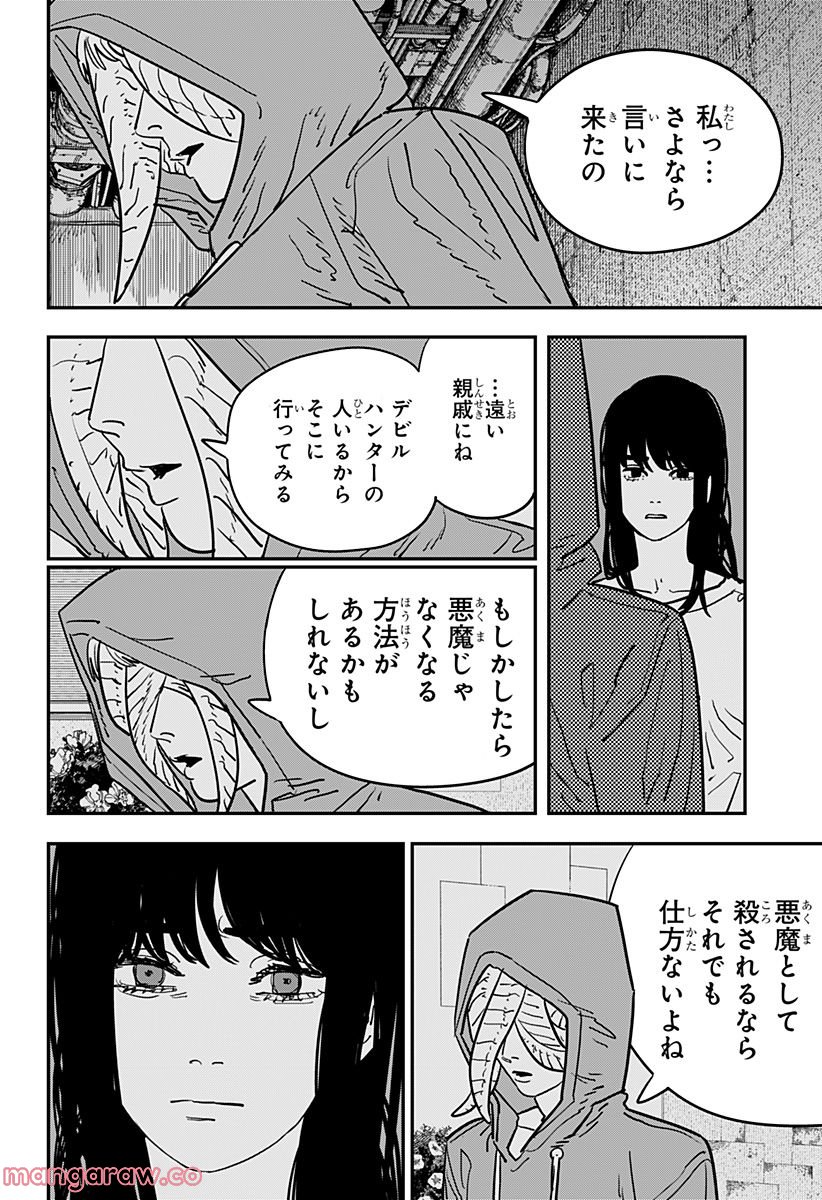 私っ…
さよなら
言いに
来たの
…遠い
親戚にね
デビル
ハンターの
人いるから
そこに
行ってみる
もしかしたら
悪魔じゃ
なくなる
方法が
あるかも
しれないし
悪魔として
殺されるなら
それでも
仕方ないよね
mangaraw.co